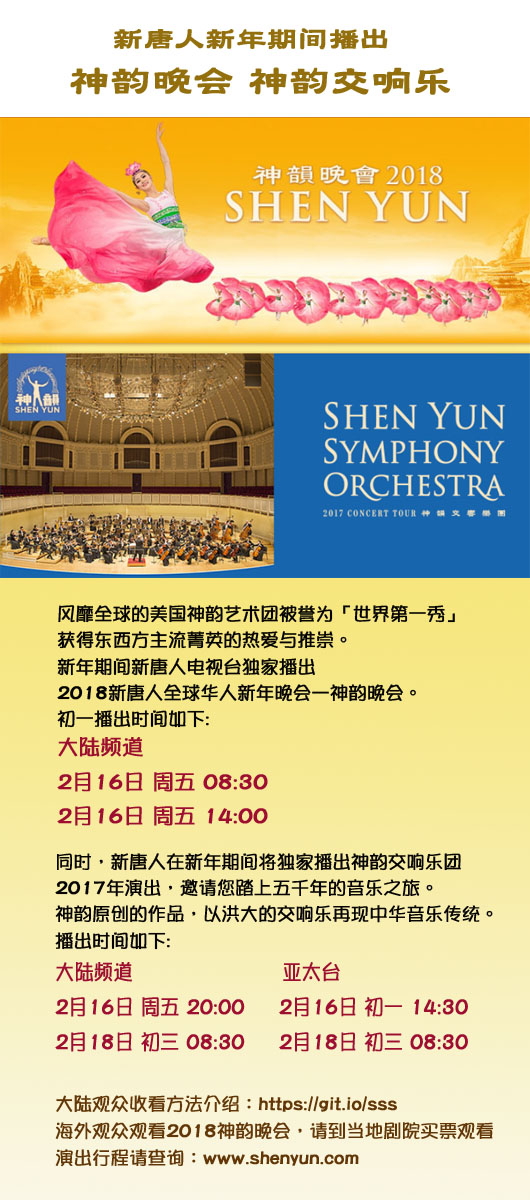 新唐人新年期间播出
神韵晚会 神韵交响乐
神韻晚會 2018
SHEN YUN
神韻
SHEN YUN
SHEN YUN
SYMPHONY
ORCHESTRA
2017 CONCERT TOUR 神韻交響樂團
风靡全球的美国神韵艺术团被誉为「世界第一秀」
获得东西方主流菁英的热爱与推崇。
新年期间新唐人电视台独家播出
2018新唐人全球华人新年晚会—神韵晚会。
初一播出时间如下:
大陆频道
2月16日 周五 08:30
2月16日 周五 14:00
同时，新唐人在新年期间将独家播出神韵交响乐团
2017年演出，邀请您踏上五千年的音乐之旅。
神韵原创的作品，以洪大的交响乐再现中华音乐传统。
播出时间如下:
大陆频道 亚太台
2月16日 周五 20:00 2月16日 初一 14:30
2月18日 初三 08:30 2月18日 初三 08:30
大陆观众收看方法介绍：https://git.io/sss
海外观众观看2018神韵晚会，请到当地剧院买票观看
演出行程请查询：www.shenyun.com